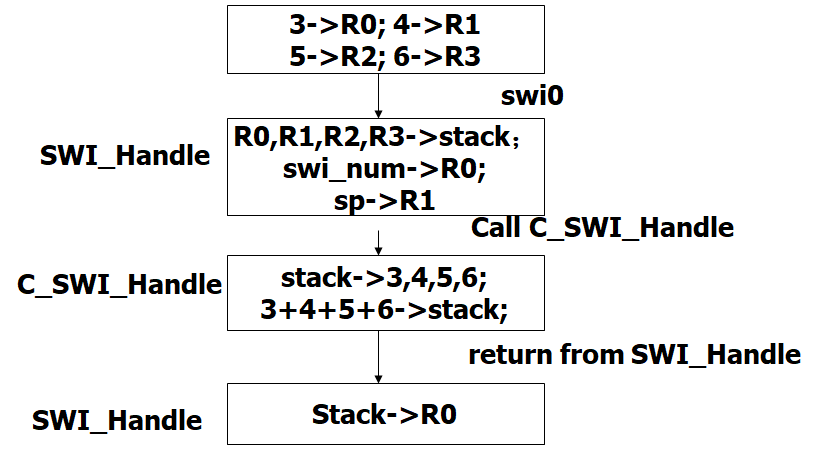 3->R0; 4->R1
5->R2; 6->R3
swi0
SWI_Handle
R0,R1,R2,R3->stack；
swi_num->R0;
sp->R1
Call C_SWI_Handle
C_SWI_Handle
stack->3,4,5,6;
3+4+5+6->stack;
return from SWI_Handle
SWI_Handle
Stack->R0